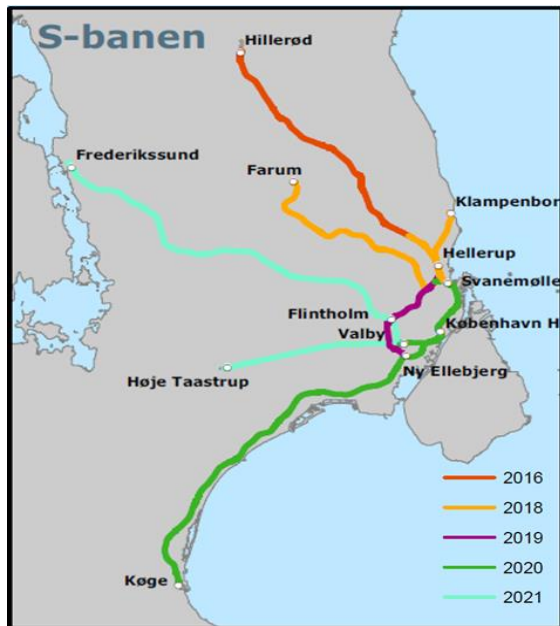 S-banen
Hillerød
Frederikssund
Farum
Klampenbor
Hellerup
Svanemølle
Flintholm
Valby
København H
Høje Taastrup
Ny Ellebjerg
2016
2018
2019
2020
2021
Køge